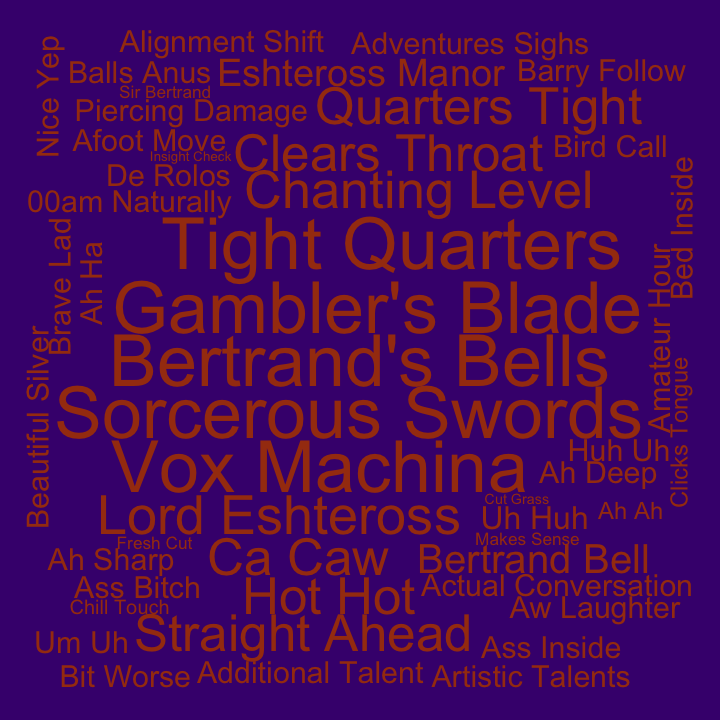 Alignment Shift
Adventures Sighs
Nice Yep
Balls Anus
Eshteross Manor
Barry Follow
Sir Bertrand
Piercing Damage
Quarters Tight
Afoot Move
Insight Check
Clears Throat
Bird Call
De Rolos
Chanting Level
Bed Inside
00am Naturally
Tight Quarters
Brave Lad
Ah Ha
Gambler's Blade
Amateur Hour
Bertrand's Bells
Beautiful Silver
Sorcerous Swords
Clicks Tongue
Vox Machina
Huh Uh
Ah Deep
Cut Grass
Lord Eshteross
Uh Huh
Ah Ah
Fresh Cut
Makes Sense
Ah Sharp
Ca Caw
Bertrand Bell
Ass Bitch
Hot Hot
Actual Conversation
Chill Touch
Aw Laughter
Um Uh
Straight Ahead
Ass Inside
Bit Worse
Additional Talent
Artistic Talents